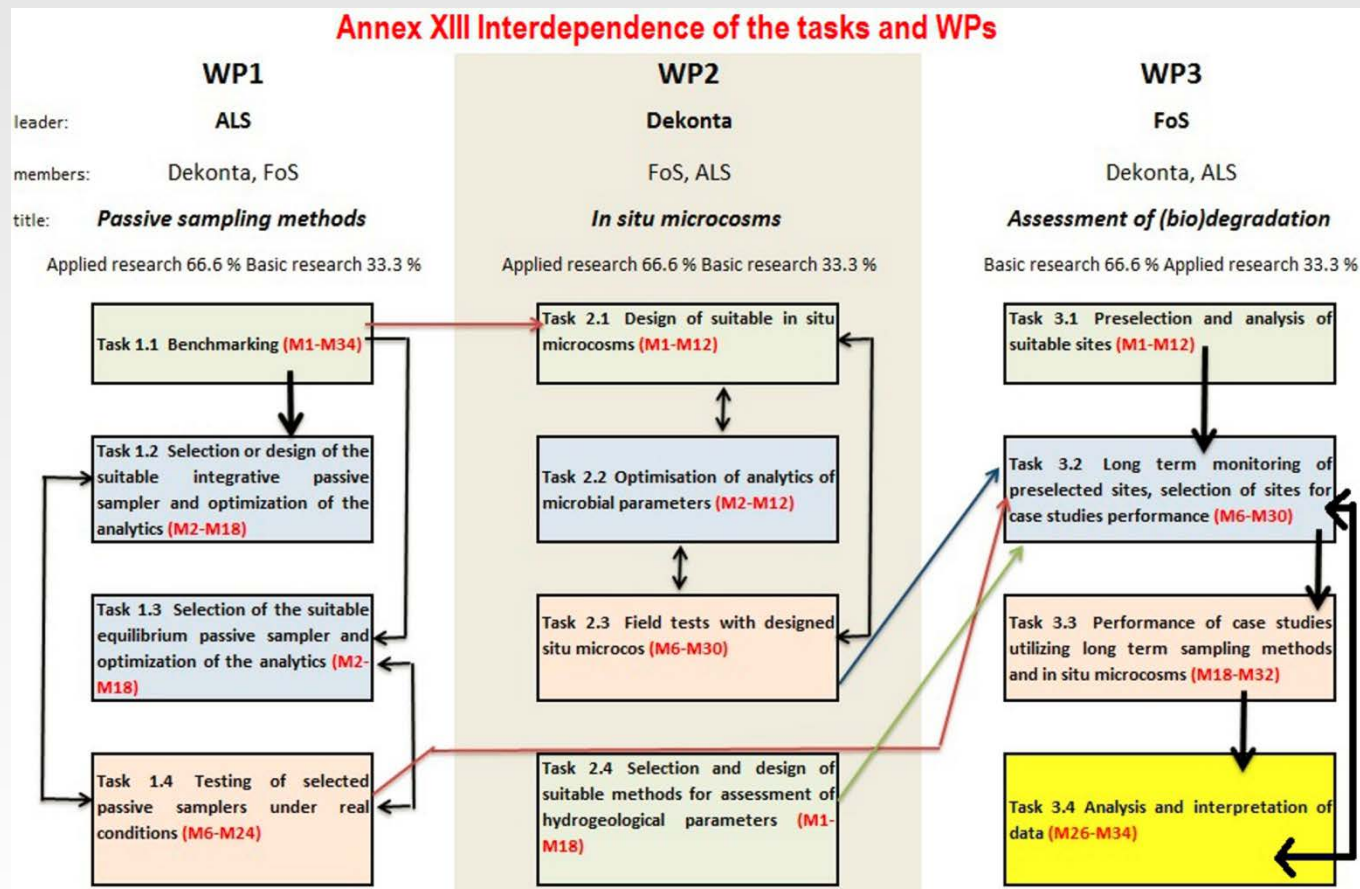 Annex XIII Interdependence of the tasks and WPs
WP1
WP2
WP3
leader:
ALS
Dekonta
FoS
members:
Dekonta, FoS
FoS, ALS
Dekonta, ALS
title:
Passive sampling methods
In situ microcosms
Assessment of (bio)degradation
Applied research 66.6 % Basic research 33.3 %
Applied research 66.6 % Basic research 33.3 %
Basic research 66.6 % Applied research 33.3 %
Task 1.1 Benchmarking (M1-M34)
Task 1.2 Selection or design of the
suitable integrative passive
sampler and optimization of the
analytics (M2-M18)
Task 1.3 Selection of the suitable
equilibrium passive sampler and
optimization of the analytics (M2-
M18)
Task 1.4 Testing of selected
passive samplers under real
conditions (M6-M24)
Task 2.1 Design of suitable in situ
microcosms (M1-M12)
Task 2.2 Optimisation of analytics of
microbial parameters (M2-M12)
Task 2.3 Field tests with designed
situ microcos (M6-M30)
Task 2.4 Selection and design of
suitable methods for assessment of
hydrogeological parameters (M1-
M18)
Task 3.1 Preselection and analysis of
suitable sites (M1-M12)
Task 3.2 Long term monitoring of
preselected sites, selection of sites for
case studies performance (M6-M30)
Task 3.3 Performance of case studies
utilizing long term sampling methods
and in situ microcosms (M18-M32)
Task 3.4 Analysis and interpretation of
data (M26-M34)